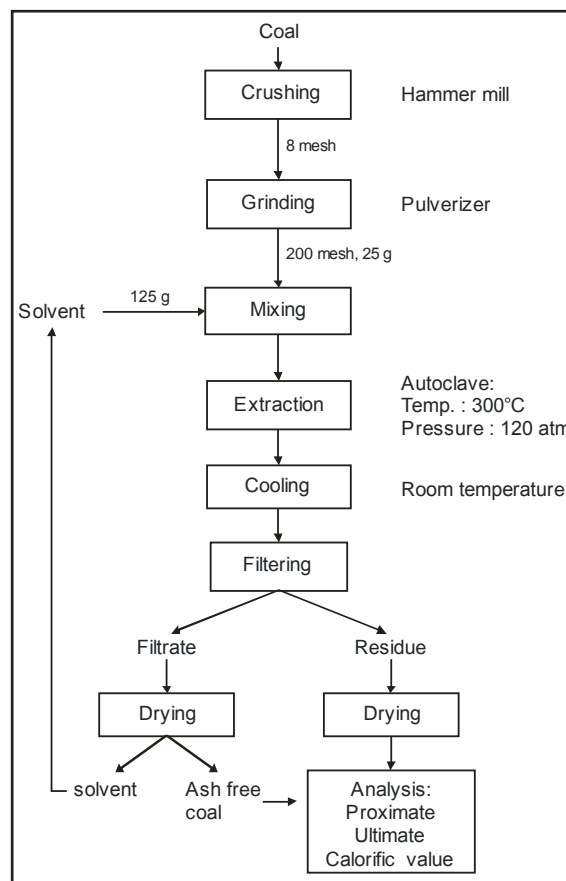 Coal
Crushing
Hammer mill
8 mesh
Grinding
Pulverizer
200 mesh, 25 g
Solvent
125 g
Mixing
Extraction
Autoclave:
Temp. : 300°C
Pressure : 120 atm
Cooling
Room temperature
Filtering
Filtrate
Residue
Drying
Drying
solvent
Ash free
coal
Analysis:
Proximate
Ultimate
Calorific value